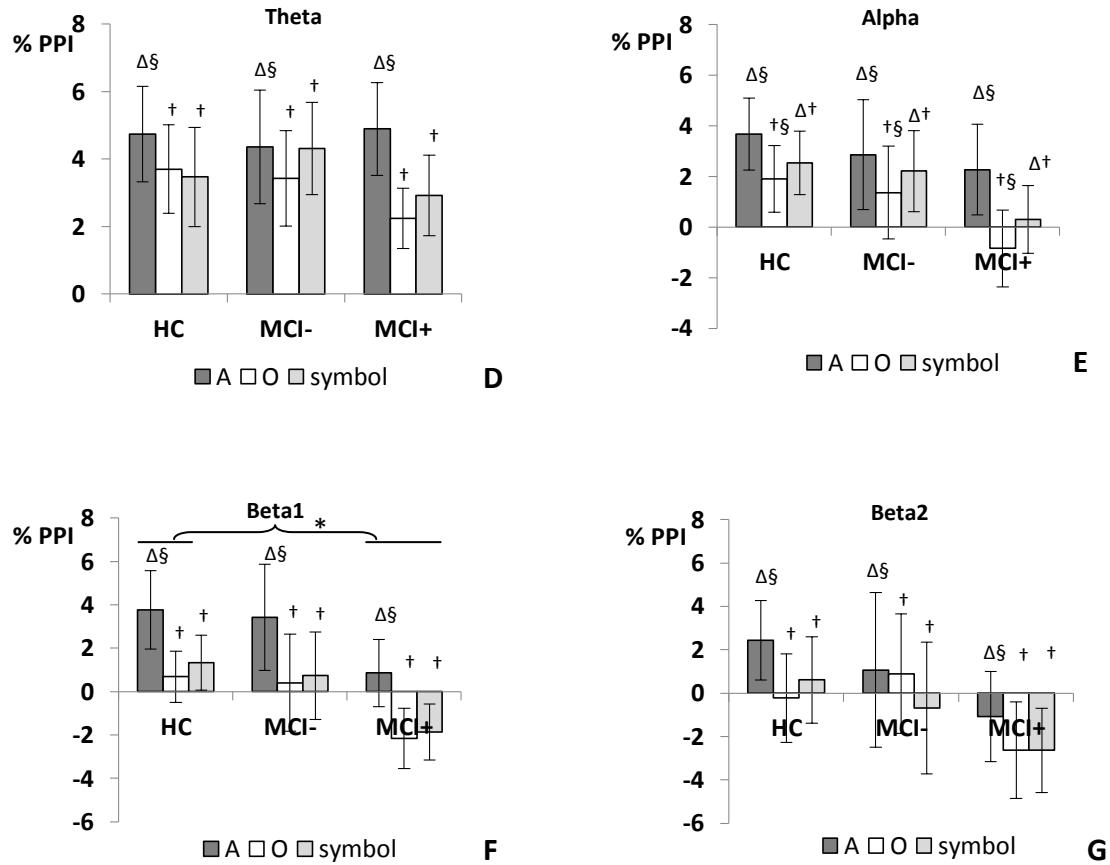 Theta
% PPI
8
6
4
2
0
Δ§ † †
Δ§ † †
Δ§ † †
HC MCI- MCI+
A O symbol
D
Alpha
% PPI
8
6
4
2
0
-2
-4
Δ§ †§ Δ†
Δ§ †§ Δ†
Δ§ †§ Δ†
HC MCI- MCI+
A O symbol
E
Beta1
% PPI
8
6
4
2
0
-2
-4
-6
*
Δ§ † †
Δ§ † †
Δ§ † †
HC MCI- MCI+
A O symbol
F
Beta2
% PPI
8
6
4
2
0
-2
-4
-6
Δ§ † †
Δ§ † †
Δ§ † †
HC MCI- MCI+
A O symbol
G